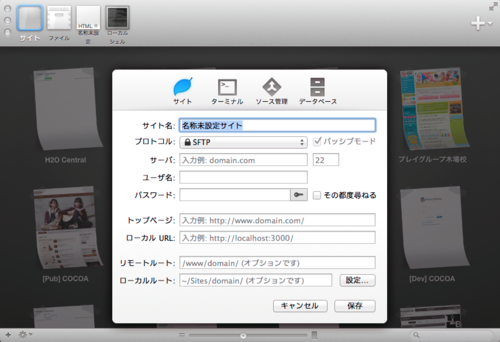 サイト
ファイル
HTML
名称未設定
ローカルシェル
サイト ターミナル ソース管理 データベース
サイト名: 名称未設定サイト
プロトコル: SFTP パッシブモード
サーバ: 入力例: domain.com 22
ユーザ名:
パスワード: その都度尋ねる
トップページ: 入力例: http://www.domain.com/
ローカル URL: 入力例: http://localhost:3000/
リモートルート: /www/domain/ (オプションです)
ローカルルート: ~/Sites/domain/ (オプションです) 設定...
キャンセル 保存
H2O Central
プレイグループ木場校
[Pub] COCOA
[Dev] COCOA